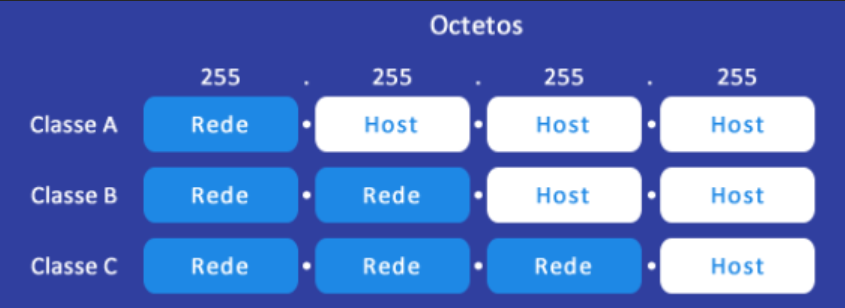 Octetos
255 . 255 . 255 . 255
Classe A Rede • Host • Host • Host
Classe B Rede • Rede • Host • Host
Classe C Rede • Rede • Rede • Host